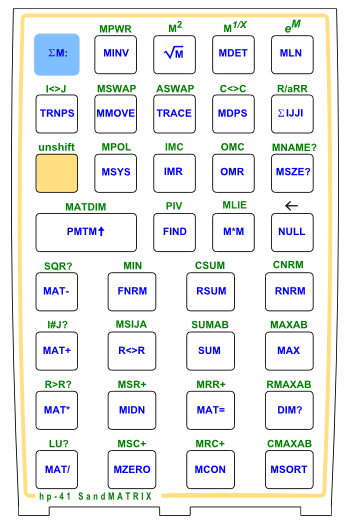 MPWR M² M^1/X e^M
ΣM: MINV √M MDET MLN
I<>J MSWAP ASWAP C<>C R/aRR
TRNPS MMOVE TRACE MDPS ΣIJJI
unshift MPOL IMC OMC MNAME?
MSYS IMR OMR MSZE?
MATDIM PIV MLIE ←
PMTM↑ FIND M*M NULL
SQR? MIN CSUM CNRM
MAT- FNRM RSUM RNRM
I#J? MSIJA SUMAB MAXAB
MAT+ R<>R SUM MAX
R>R? MSR+ MRR+ RMAXAB
MAT* MIDN MAT= DIM?
LU? MSC+ MRC+ CMAXAB
MAT/ MZERO MCON MSORT
hp-41 SandMATRIX